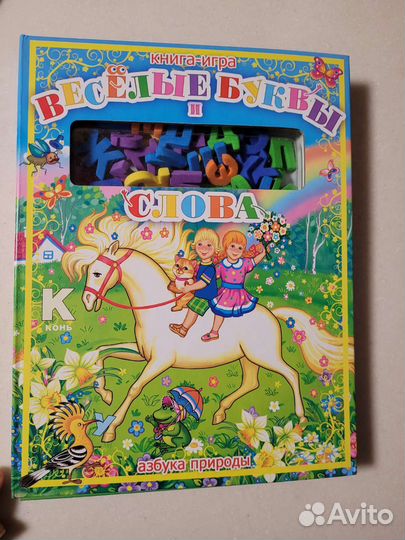 КНИГА-ИГРА
ВЕСЁЛЫЕ БУКВЫ
И
СЛОВА
К
КОНЬ
У
азбука природы
Avito